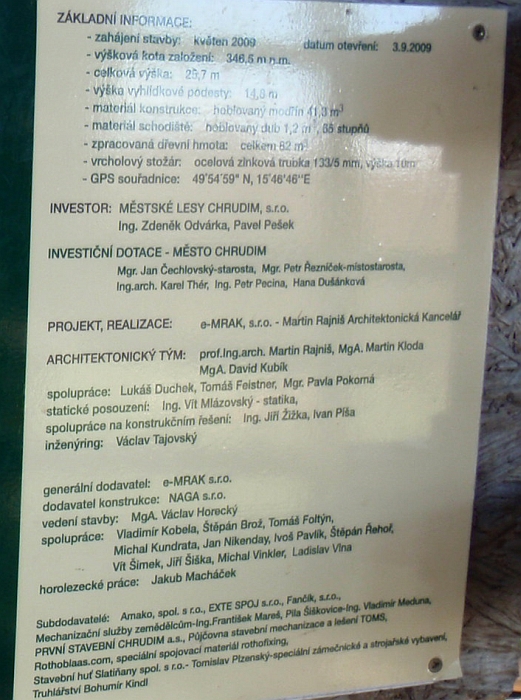 ZÁKLADNÍ INFORMACE:
- zahájení stavby: květen 2009 datum otevření: 3.9.2009
- výšková kota založení: 346,5 m n.m.
- celková výška: m
- výška vyhlídkové podesty: m
- materiál konstrukce: hoblovaný modřín m³
- materiál schodiště: hoblovaný dub 1,2 m³, stupňů
- zpracovaná dřevní hmota: celkem 62 m³
- vrcholový stožár: ocelová zinková trubka 133/5 mm, výška 10m
- GPS souřadnice: 49'54'59" N, 15'46'46"E
INVESTOR: MĚSTSKÉ LESY CHRUDIM, s.r.o.
Ing. Zdeněk Odvárka, Pavel Pešek
INVESTIČNÍ DOTACE - MĚSTO CHRUDIM
Mgr. Jan Čechlovský-starosta, Mgr. Petr Řezníček-místostarosta,
Ing.arch. Karel Thér, Ing. Petr Pecina, Hana Dušánková
PROJEKT, REALIZACE: e-MRAK, s.r.o. - Martin Rajniš Architektonická Kancelář
ARCHITEKTONICKÝ TÝM: prof.Ing.arch. Martin Rajniš, MgA. Martin Kloda
MgA. David Kubík
spolupráce: Lukáš Duchek, Tomáš Feistner, Mgr. Pavla Pokorná
statické posouzení: Ing. Vít Mlázovský - statika,
spolupráce na konstrukčním řešení: Ing. Jiří Žižka, Ivan Píša
inženýring: Václav Tajovský
generální dodavatel: e-MRAK s.r.o.
dodavatel konstrukce: NAGA s.r.o.
vedení stavby: MgA. Václav Horecký
spolupráce: Vladimír Kobela, Štěpán Brož, Tomáš Foltýn,
Michal Kundrata, Jan Nikenday, Ivoš Pavlík, Štěpán Řehoř,
Vít Šimek, Jiří Šiška, Michal Vinkler, Ladislav Vlna
horolezecké práce: Jakub Macháček
Subdodavatelé: Amako, spol. s r.o., EXTE SPOJ s.r.o., Fančík, s.r.o.,
Mechanizační služby zemědělcům-Ing.František Mareš, Pila Šiškovice-Ing. Vladimír Meduna,
PRVNÍ STAVEBNÍ CHRUDIM a.s., Půjčovna stavební mechanizace a lešení TOMS,
Rothoblaas.com, speciální spojovací materiál rothofixing,
Stavební huť Slatiňany spol. s r.o.- Tomislav Plzenský-speciální zámečnické a strojařské vybavení,
Truhlářství Bohumír Kindl